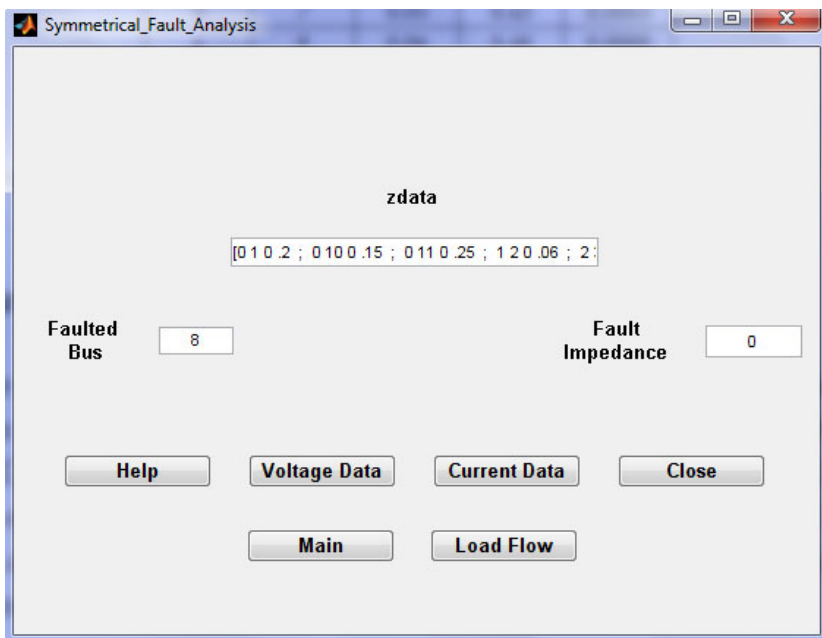 Symmetrical_Fault_Analysis
zdata
[0 1 0 .2 ; 0 10 0 .15 ; 0 11 0 .25 ; 1 2 0 .06 ; 2
Faulted
Bus
8
Fault
Impedance
0
Help
Voltage Data
Current Data
Close
Main
Load Flow